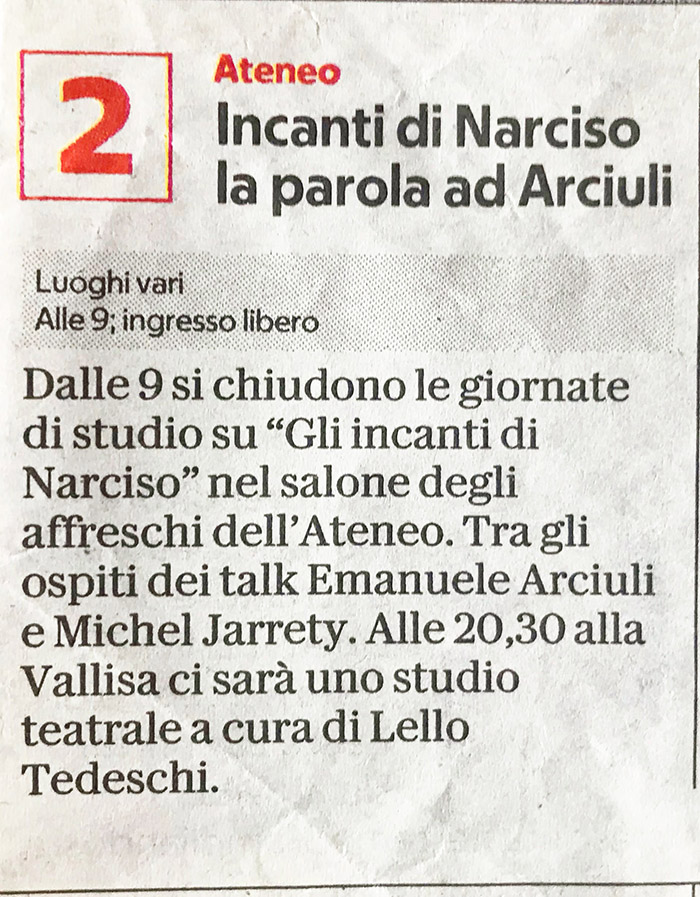 2
Ateneo
Incanti di Narciso
la parola ad Arciuli
Luoghi vari
Alle 9; ingresso libero
Dalle 9 si chiudono le giornate
di studio su “Gli incanti di
Narciso” nel salone degli
affreschi dell’Ateneo. Tra gli
ospiti dei talk Emanuele Arciuli
e Michel Jarrety. Alle 20,30 alla
Vallisa ci sarà uno studio
teatrale a cura di Lello
Tedeschi.